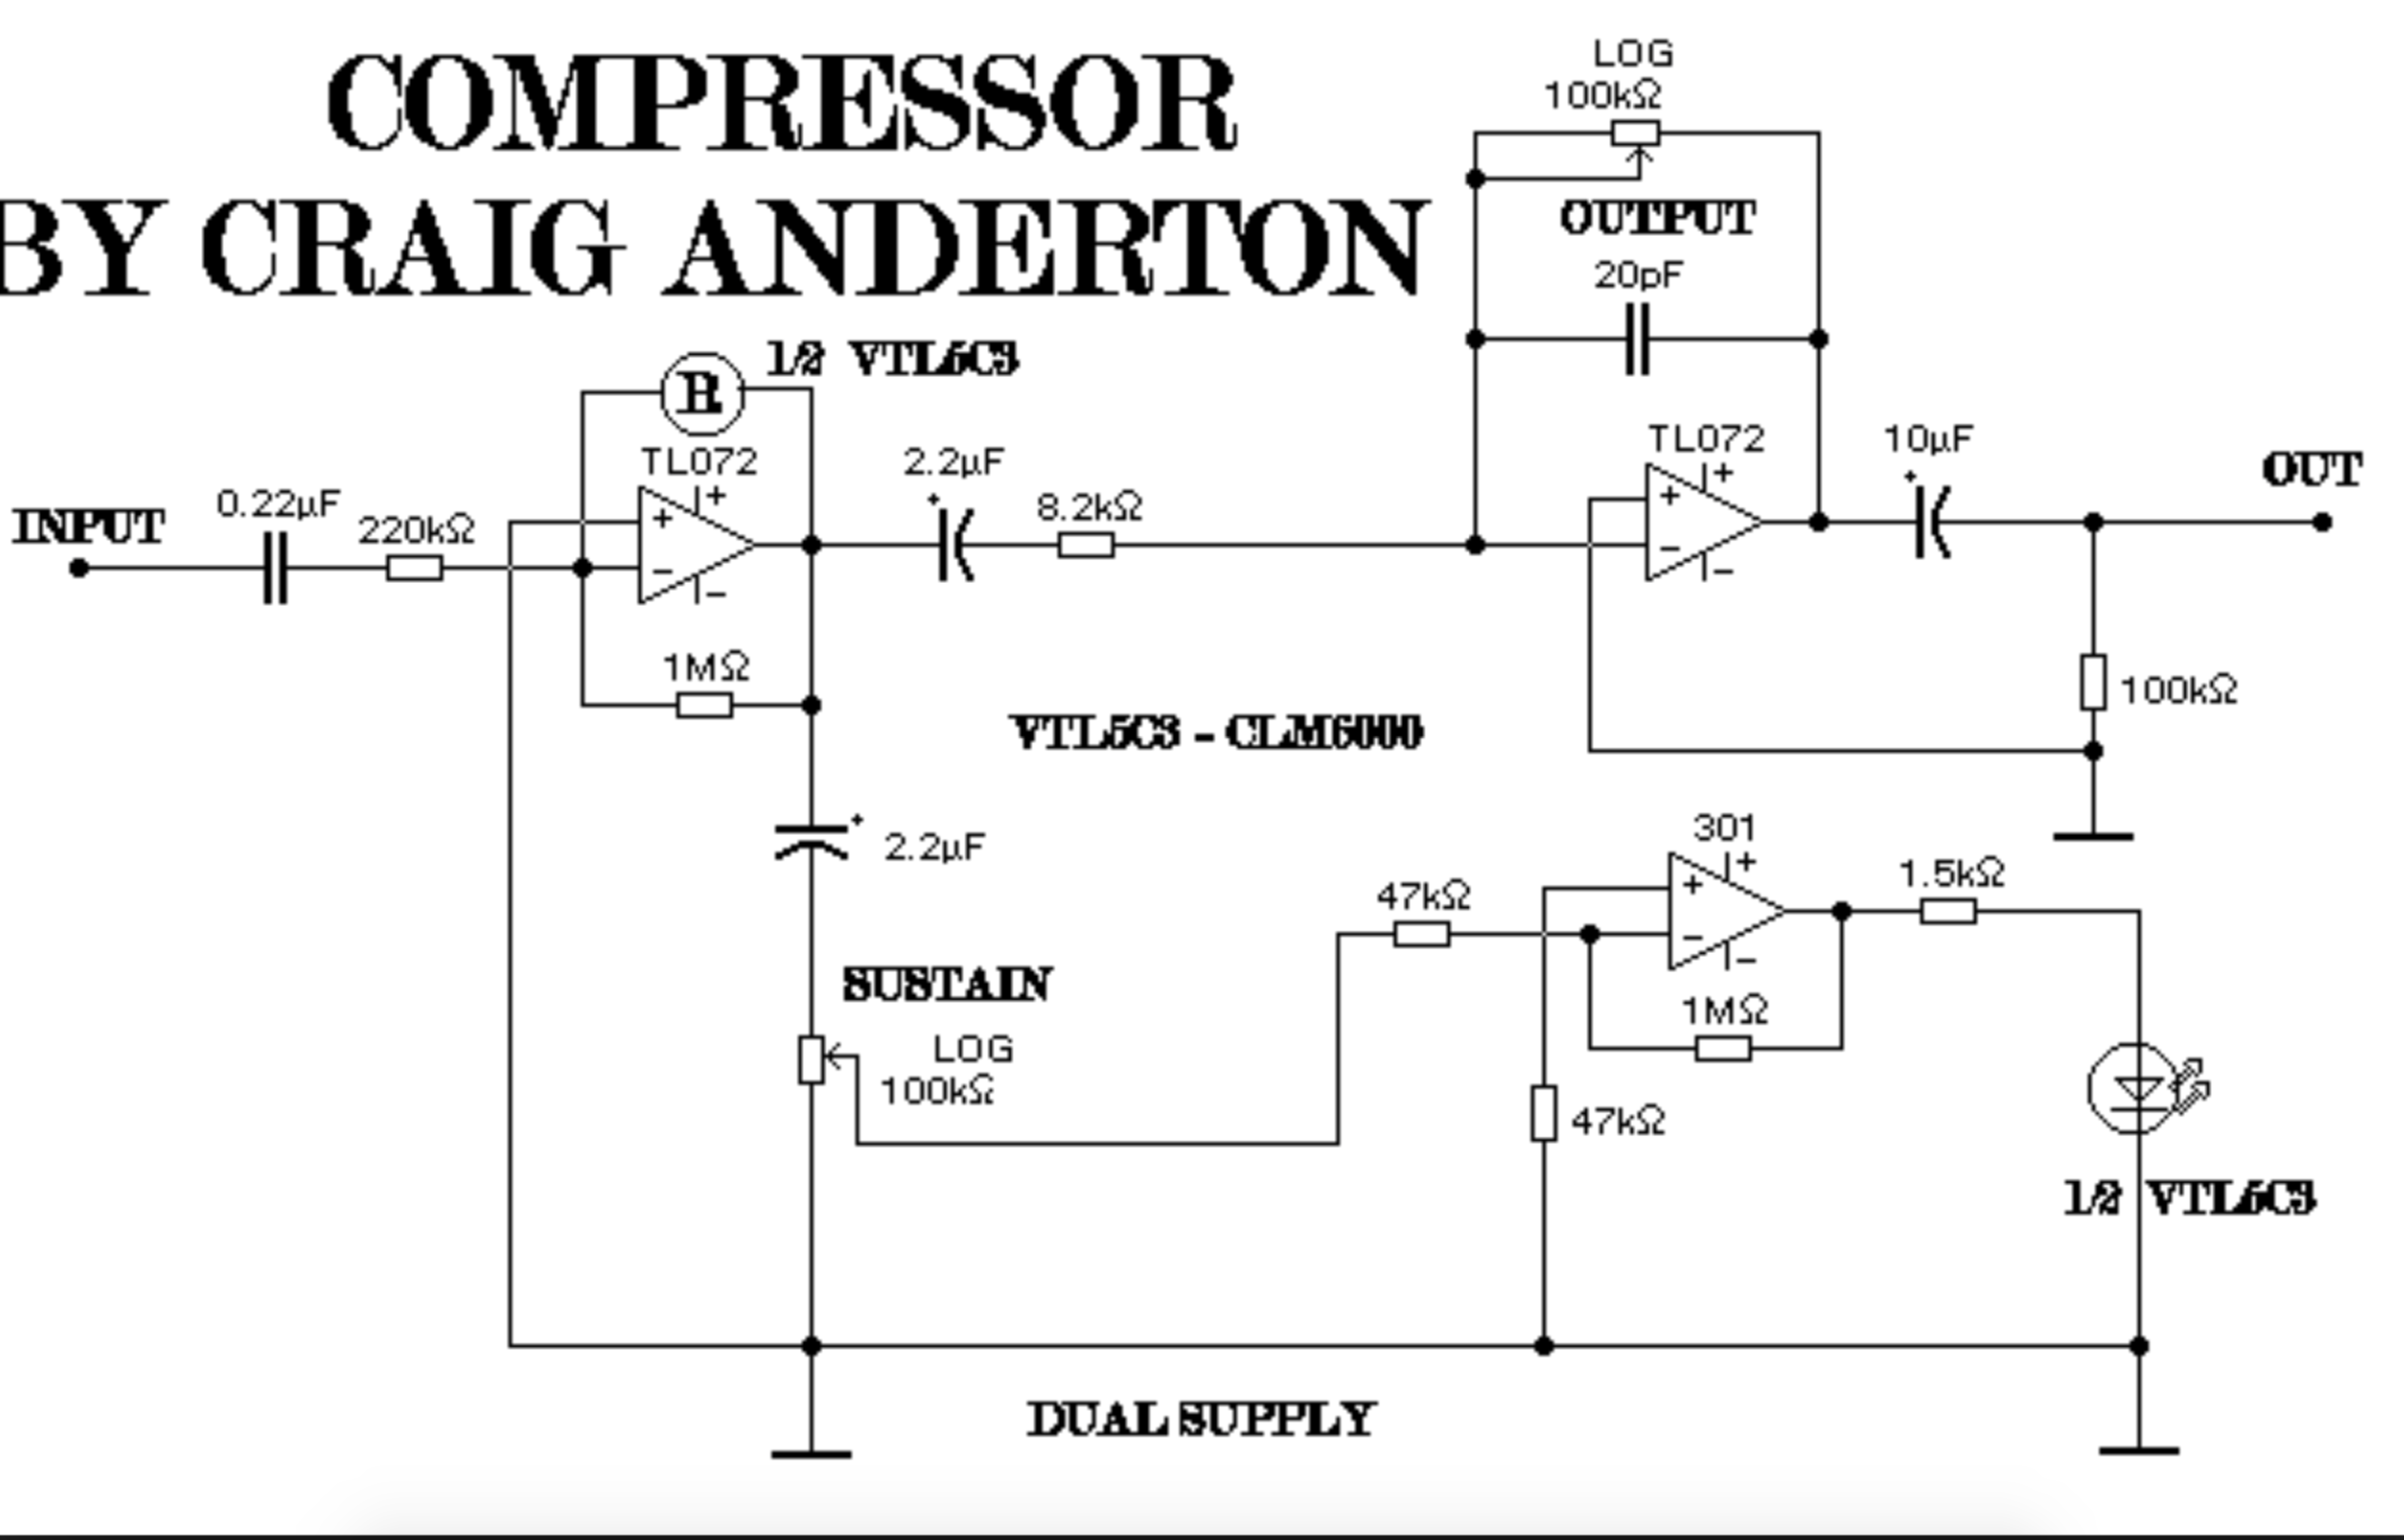 COMPRESSOR
BY CRAIG ANDERTON
LOG
100kΩ
OUTPUT
20pF
1/2 VTL5C3
R
TL072
2.2µF
8.2kΩ
TL072
10µF
OUT
INPUT
0.22µF
220kΩ
+
+
-
-
+
+
-
-
1MΩ
100kΩ
VTL5C3 - CLM6000
+
2.2µF
301
47kΩ
+
+
-
-
1.5kΩ
SUSTAIN
LOG
100kΩ
1MΩ
47kΩ
1/2 VTL5C3
DUAL SUPPLY